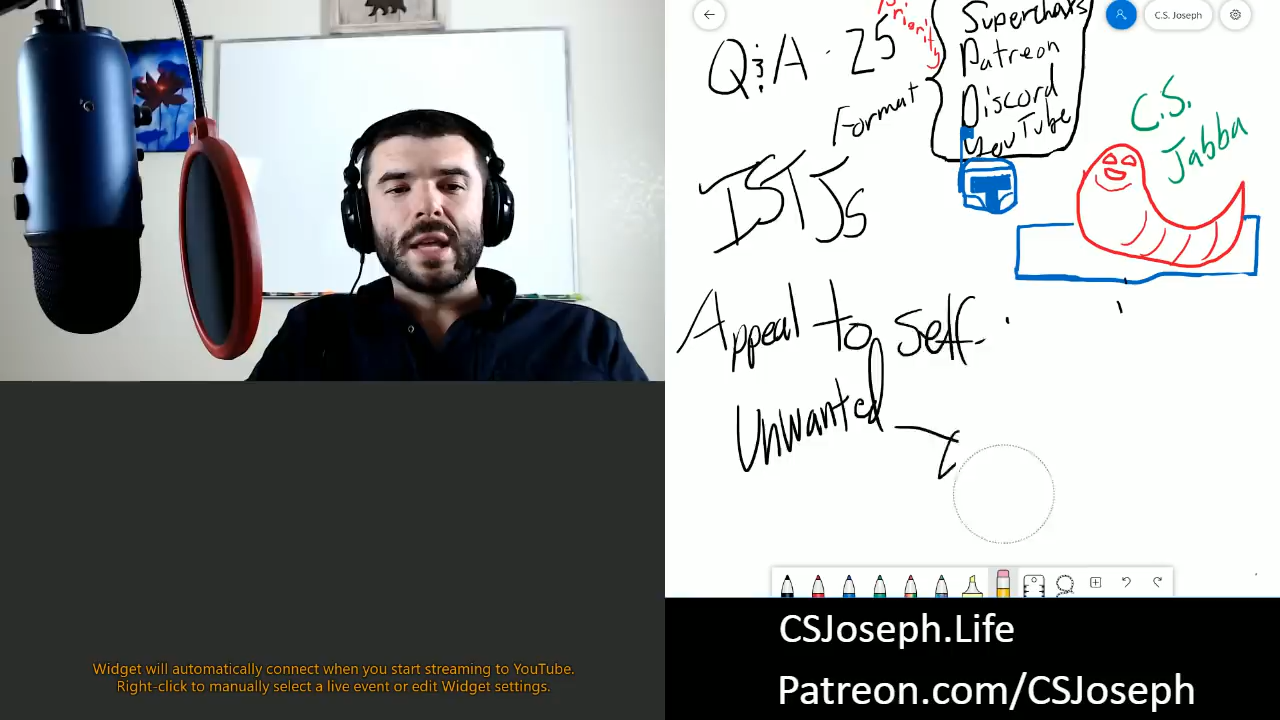 Superchats
Priority
C.S. Joseph
Q&A · 25
Patreon
Format
Discord
YouTube
C.S.
Jabba
ISTJs
Appeal to self-
Unwanted
Widget will automatically connect when you start streaming to YouTube.
Right-click to manually select a live event or edit Widget settings.
CSJoseph.Life
Patreon.com/CSJoseph